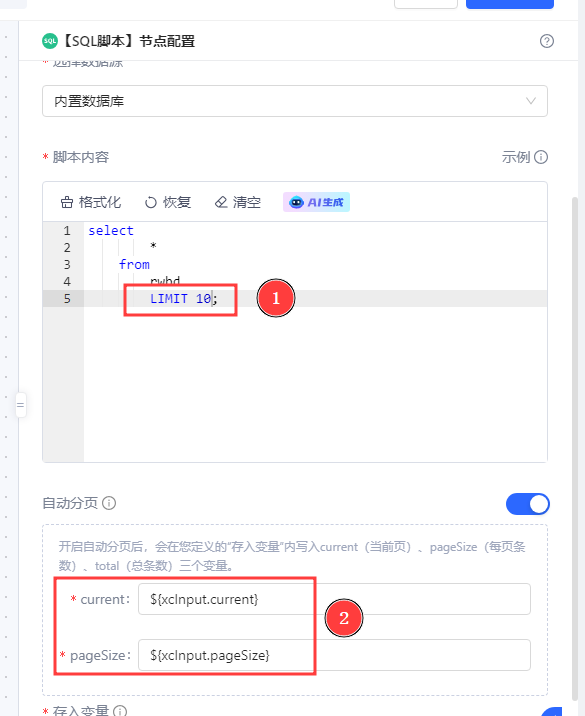 SQL 【SQL脚本】节点配置
* 选择数据源
内置数据库
* 脚本内容 示例
格式化 恢复 清空 AI生成
1 select
2 *
3 from
4 rwbd
5 LIMIT 10;
1
自动分页
开启自动分页后，会在您定义的"存入变量"内写入current（当前页）、pageSize（每页条
数）、total（总条数）三个变量。
* current: ${xcInput.current}
2
* pageSize: ${xcInput.pageSize}
* 存入变量